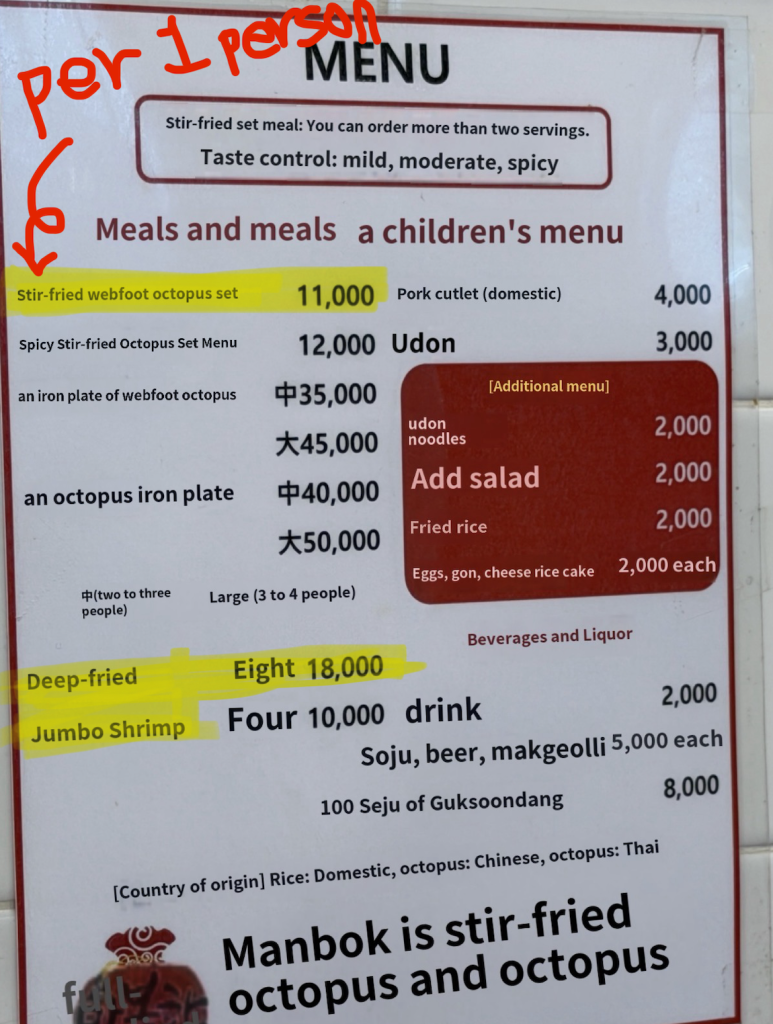 per 1 person
MENU
Stir-fried set meal: You can order more than two servings.
Taste control: mild, moderate, spicy
Meals and meals a children's menu
Stir-fried webfoot octopus set 11,000 Pork cutlet (domestic) 4,000
Spicy Stir-fried Octopus Set Menu 12,000 Udon 3,000
an iron plate of webfoot octopus 中35,000
大45,000
an octopus iron plate 中40,000
大50,000
中(two to three
people)
Large (3 to 4 people)
[Additional menu]
udon
noodles 2,000
Add salad 2,000
Fried rice 2,000
Eggs, gon, cheese rice cake 2,000 each
Deep-fried Eight 18,000
Jumbo Shrimp Four 10,000
Beverages and Liquor
drink 2,000
Soju, beer, makgeolli 5,000 each
100 Seju of Guksoondang 8,000
[Country of origin] Rice: Domestic, octopus: Chinese, octopus: Thai
Manbok is stir-fried
octopus and octopus
full-